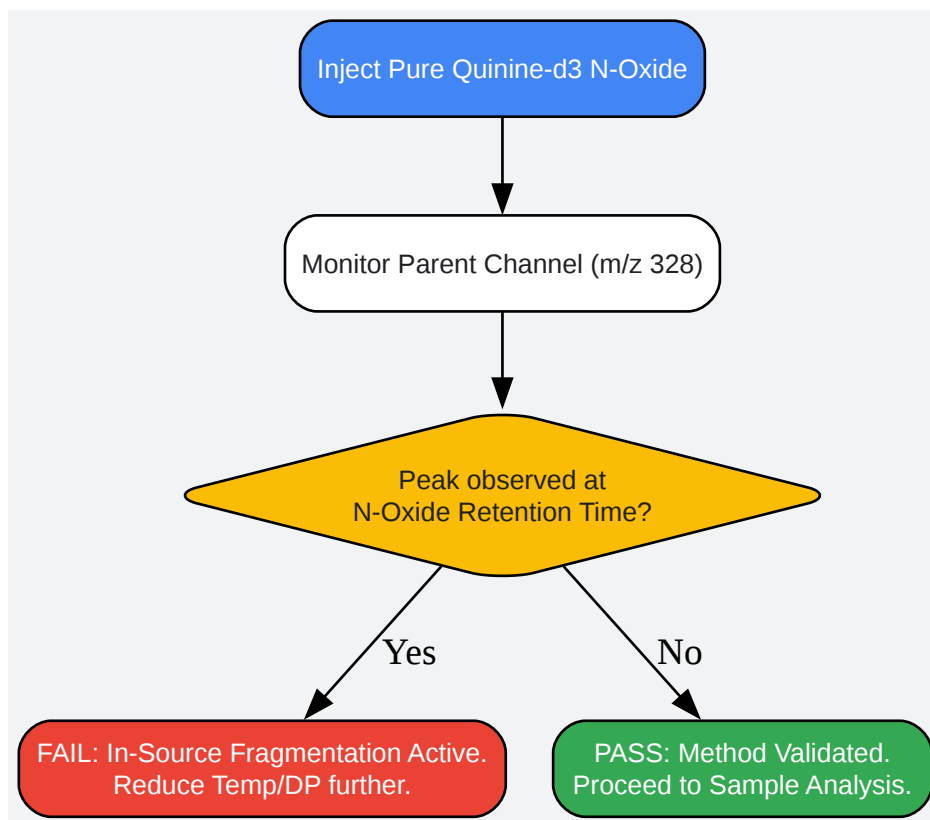 Inject Pure Quinine-d3 N-Oxide
Monitor Parent Channel (m/z 328)
Peak observed at
N-Oxide Retention Time?
Yes
No
FAIL: In-Source Fragmentation Active.
Reduce Temp/DP further.
PASS: Method Validated.
Proceed to Sample Analysis.